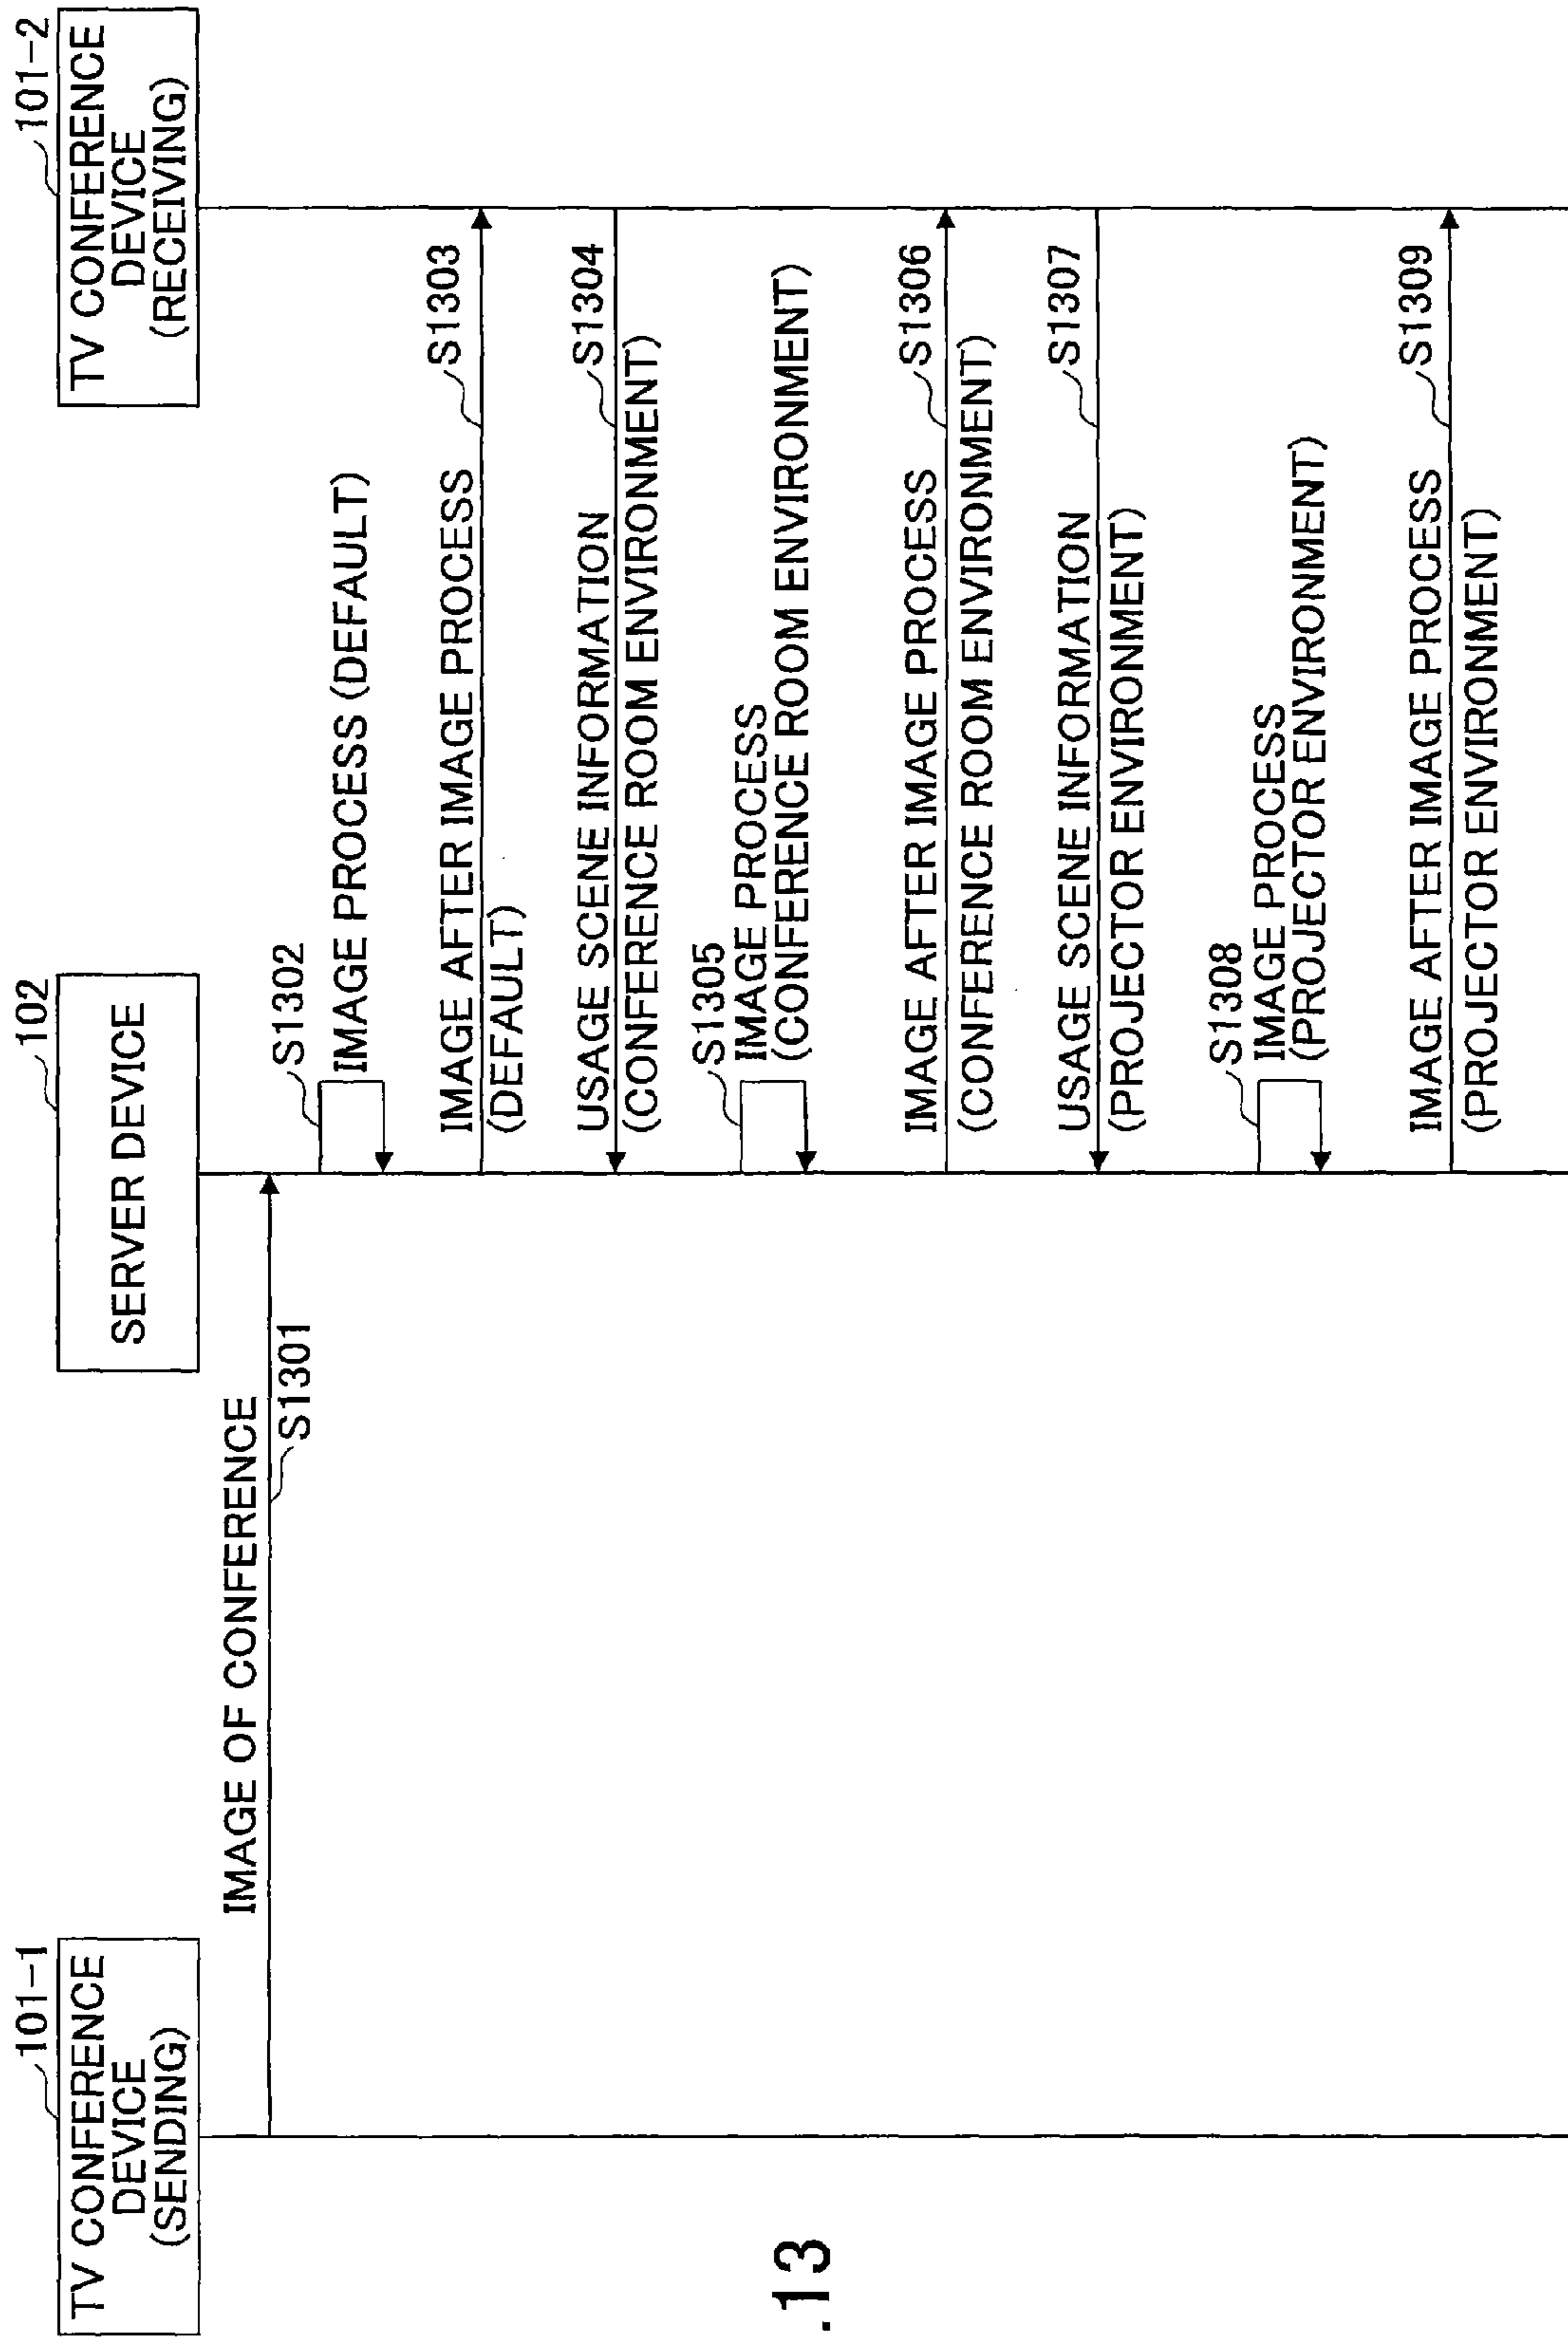 101-1
TV CONFERENCE
DEVICE
(SENDING)
102
SERVER DEVICE
101-2
TV CONFERENCE
DEVICE
(RECEIVING)
IMAGE OF CONFERENCE
S1301
S1302
IMAGE PROCESS (DEFAULT)
IMAGE AFTER IMAGE PROCESS
(DEFAULT)
S1303
USAGE SCENE INFORMATION
(CONFERENCE ROOM ENVIRONMENT)
S1304
S1305
IMAGE PROCESS
(CONFERENCE ROOM ENVIRONMENT)
IMAGE AFTER IMAGE PROCESS
(CONFERENCE ROOM ENVIRONMENT)
S1306
USAGE SCENE INFORMATION
(PROJECTOR ENVIRONMENT)
S1307
S1308
IMAGE PROCESS
(PROJECTOR ENVIRONMENT)
IMAGE AFTER IMAGE PROCESS
(PROJECTOR ENVIRONMENT)
S1309
.13